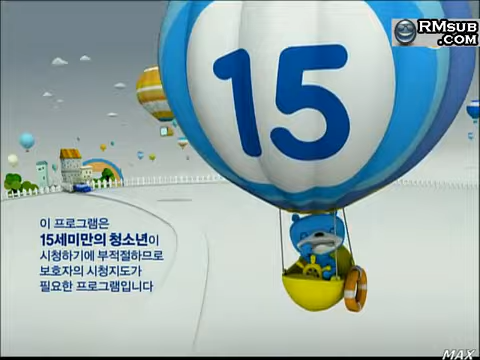 RMsub
.COM
15
이 프로그램은
15세미만의 청소년이
시청하기에 부적절하므로
보호자의 시청지도가
필요한 프로그램입니다
MAX